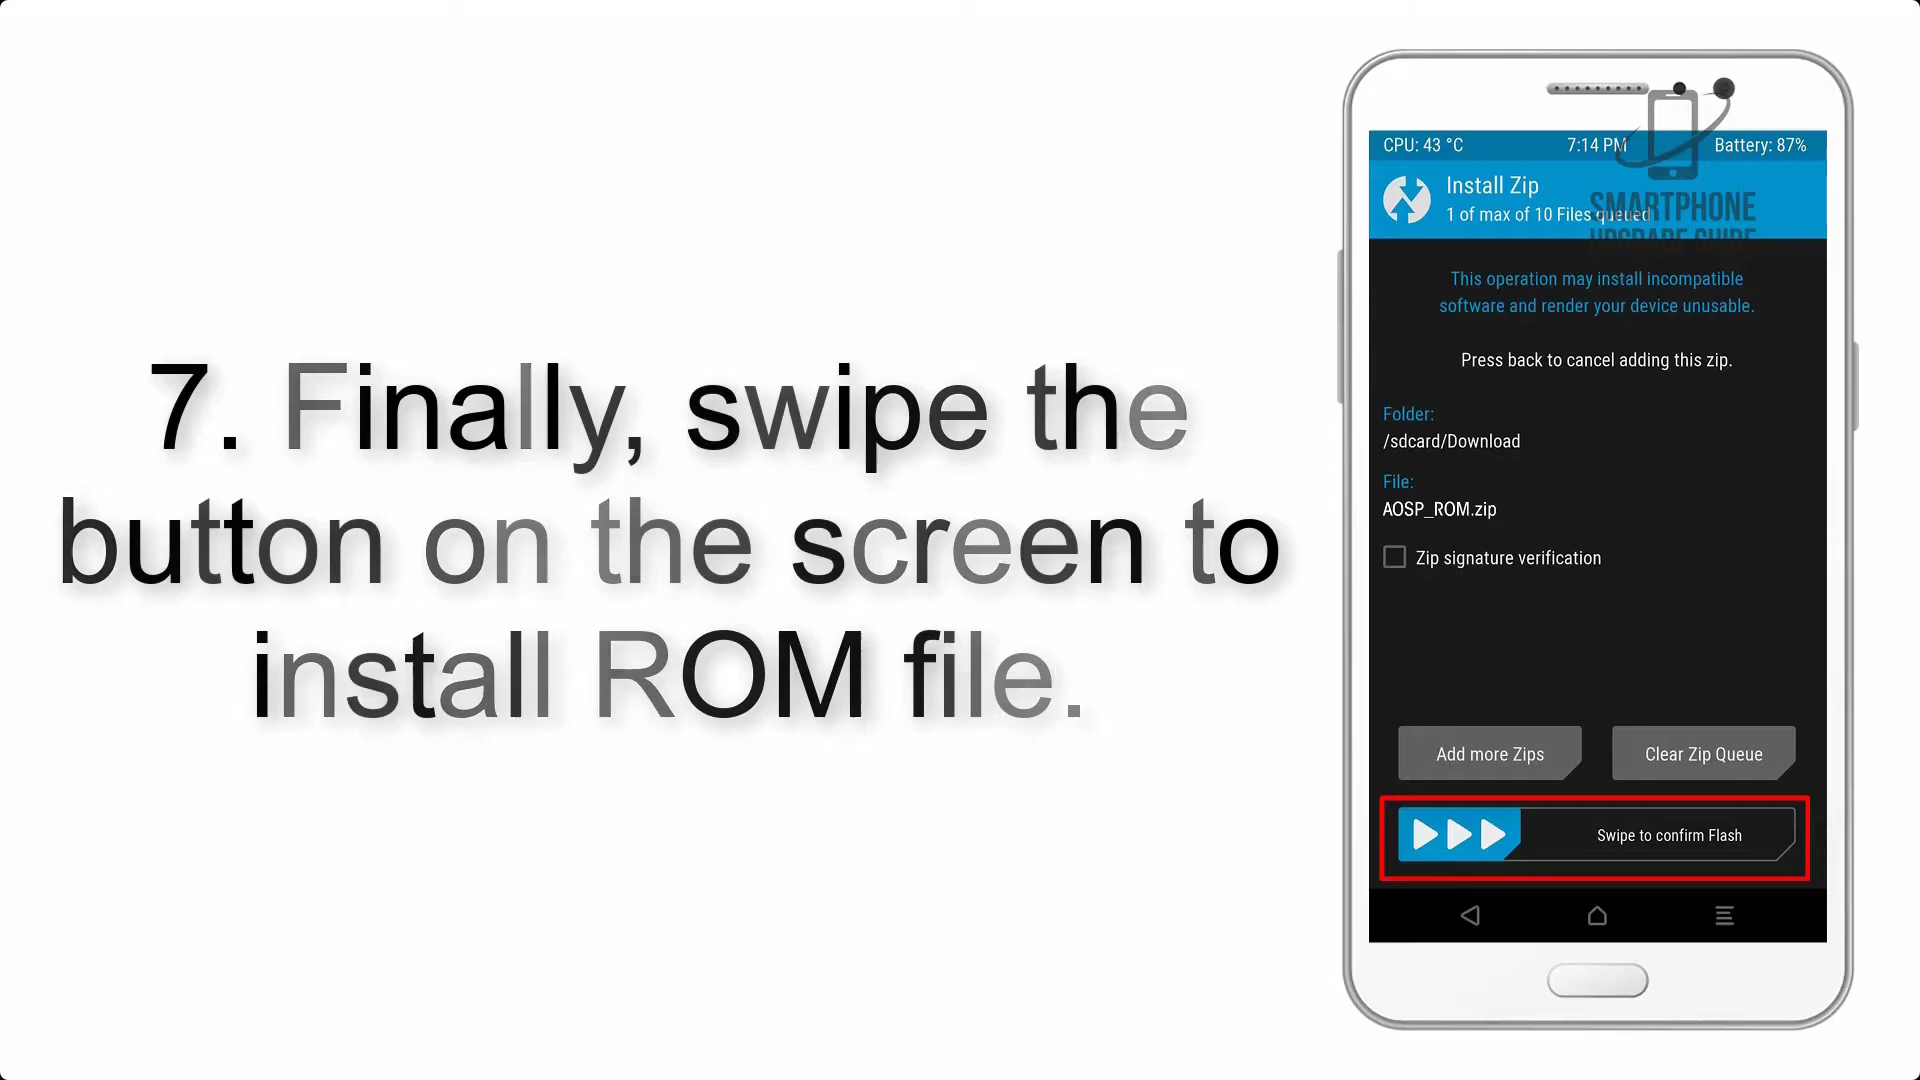 7. Finally, swipe the
button on the screen to
install ROM file.
CPU: 43 °C 7:14 PM Battery: 87%
Install Zip
1 of max of 10 Files queued
SMARTPHONE
UPGRADE GUIDE
This operation may install incompatible
software and render your device unusable.
Press back to cancel adding this zip.
Folder:
/sdcard/Download
File:
AOSP_ROM.zip
Zip signature verification
Add more Zips Clear Zip Queue
Swipe to confirm Flash